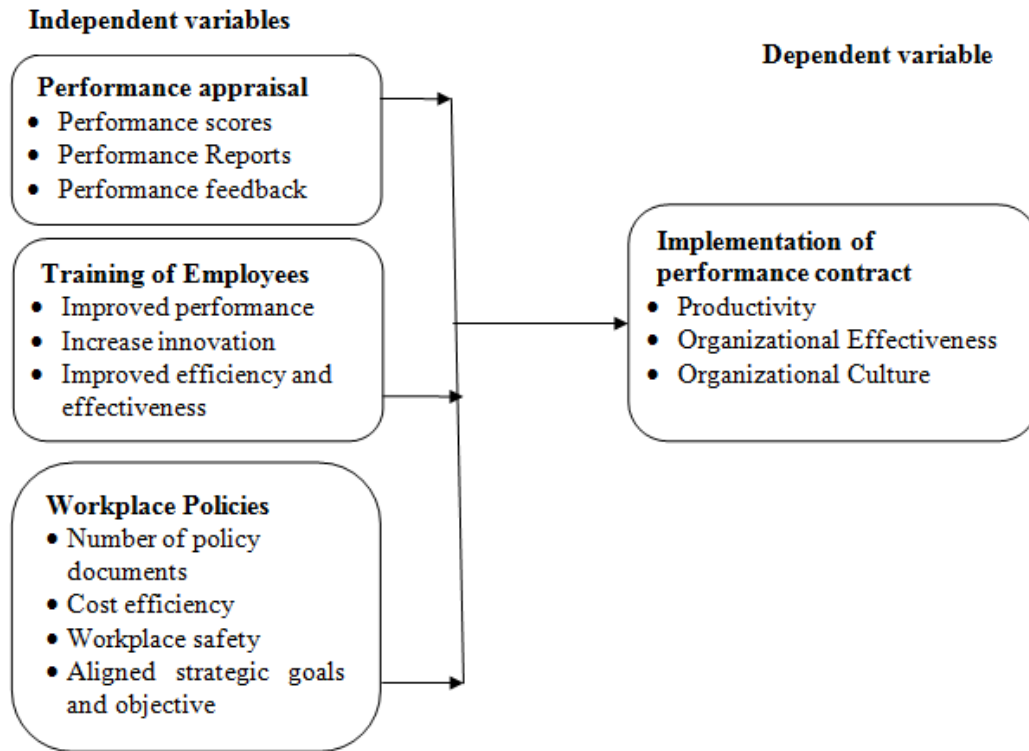 Independent variables
Dependent variable
Performance appraisal
• Performance scores
• Performance Reports
• Performance feedback
Training of Employees
• Improved performance
• Increase innovation
• Improved efficiency and
effectiveness
Workplace Policies
• Number of policy
documents
• Cost efficiency
• Workplace safety
• Aligned strategic goals
and objective
Implementation of
performance contract
• Productivity
• Organizational Effectiveness
• Organizational Culture